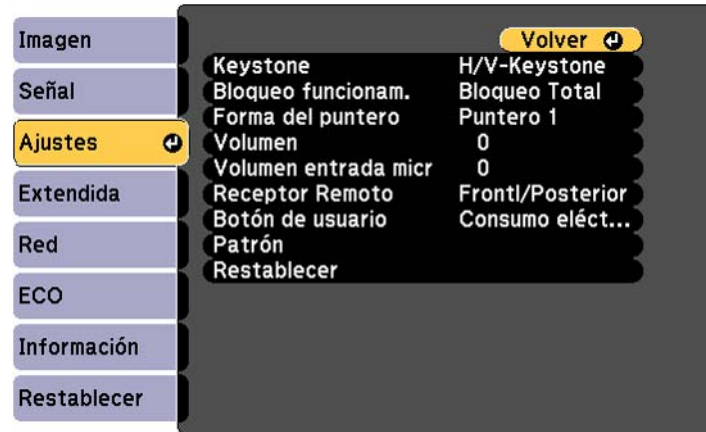 Imagen
Señal
Ajustes
Extendida
Red
ECO
Información
Restablecer
Volver
Keystone H/V-Keystone
Bloqueo funcionam. Bloqueo Total
Forma del puntero Puntero 1
Volumen 0
Volumen entrada micr 0
Receptor Remoto Frontl/Posterior
Botón de usuario Consumo eléct...
Patrón
Restablecer